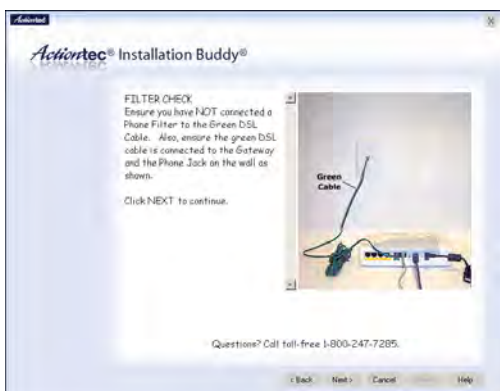 Actiontec
Actiontec® Installation Buddy®
FILTER CHECK
Ensure you have NOT connected a
Phone Filter to the Green DSL
Cable. Also, ensure the green DSL
cable is connected to the Gateway
and the Phone Jack on the wall as
shown.
Click NEXT to continue.
Green
Cable
Questions? Call toll-free 1-800-247-7285.
< Back Next > Cancel Help